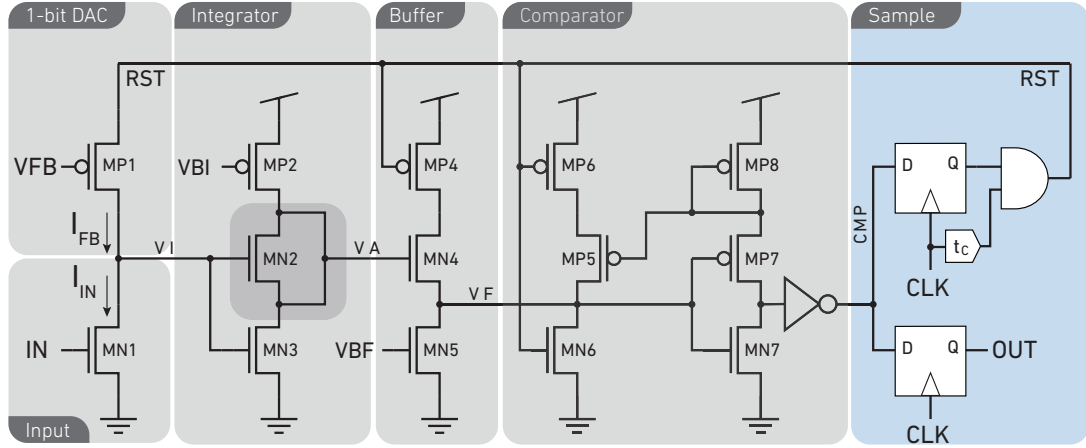 1-bit DAC
Integrator
Buffer
Comparator
Sample
RST
RST
VFB
MP1
VBI
MP2
MP4
MP6
MP8
D
Q
I_FB
V I
MN2
V A
MN4
MP5
MP7
CMP
t_C
CLK
I_IN
V F
IN
MN1
MN3
VBF
MN5
MN6
MN7
D
Q
OUT
CLK
Input